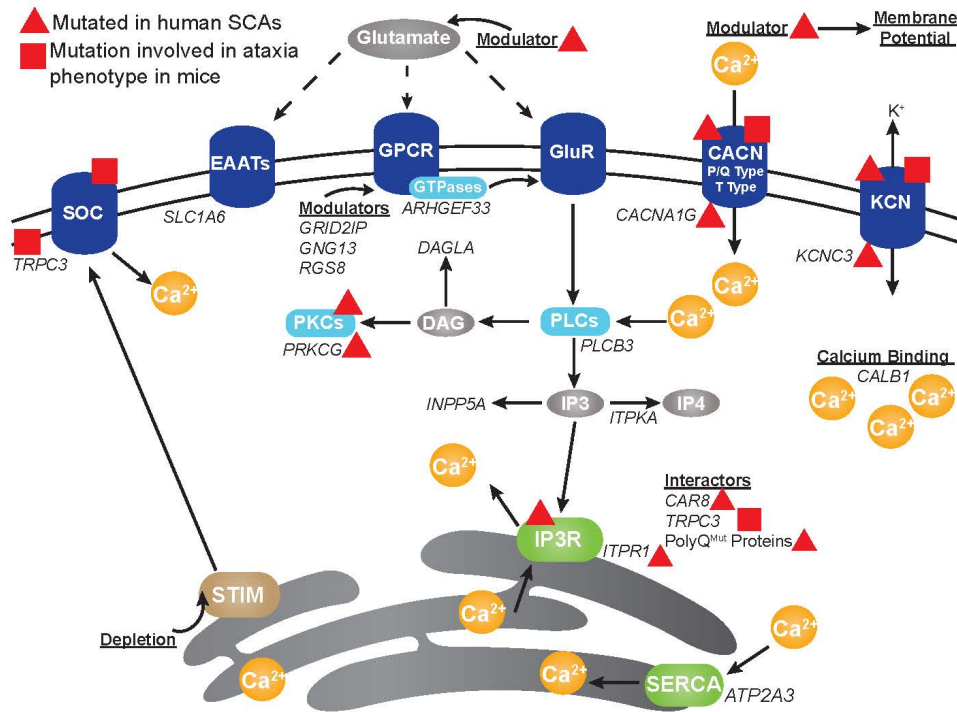 Mutated in human SCAs
Mutation involved in ataxia
phenotype in mice
Glutamate
Modulator
Modulator
Membrane
Potential
Ca²⁺
K⁺
SOC
EAATs
GPCR
GluR
CACN
P/Q Type
T Type
KCN
GTPases
TRPC3
SLC1A6
Modulators
GRID2IP
GNG13
RGS8
ARHGEF33
CACNA1G
KCNC3
Ca²⁺
DAGLA
Ca²⁺
PKCs
DAG
PLCs
Ca²⁺
PRKCG
PLCB3
Calcium Binding
CALB1
Ca²⁺
Ca²⁺
Ca²⁺
INPP5A
IP3
ITPKA
IP4
Ca²⁺
Interactors
CAR8
TRPC3
PolyQᴹᵘᵗ Proteins
IP3R
ITPR1
STIM
Depletion
Ca²⁺
Ca²⁺
Ca²⁺
Ca²⁺
SERCA
ATP2A3